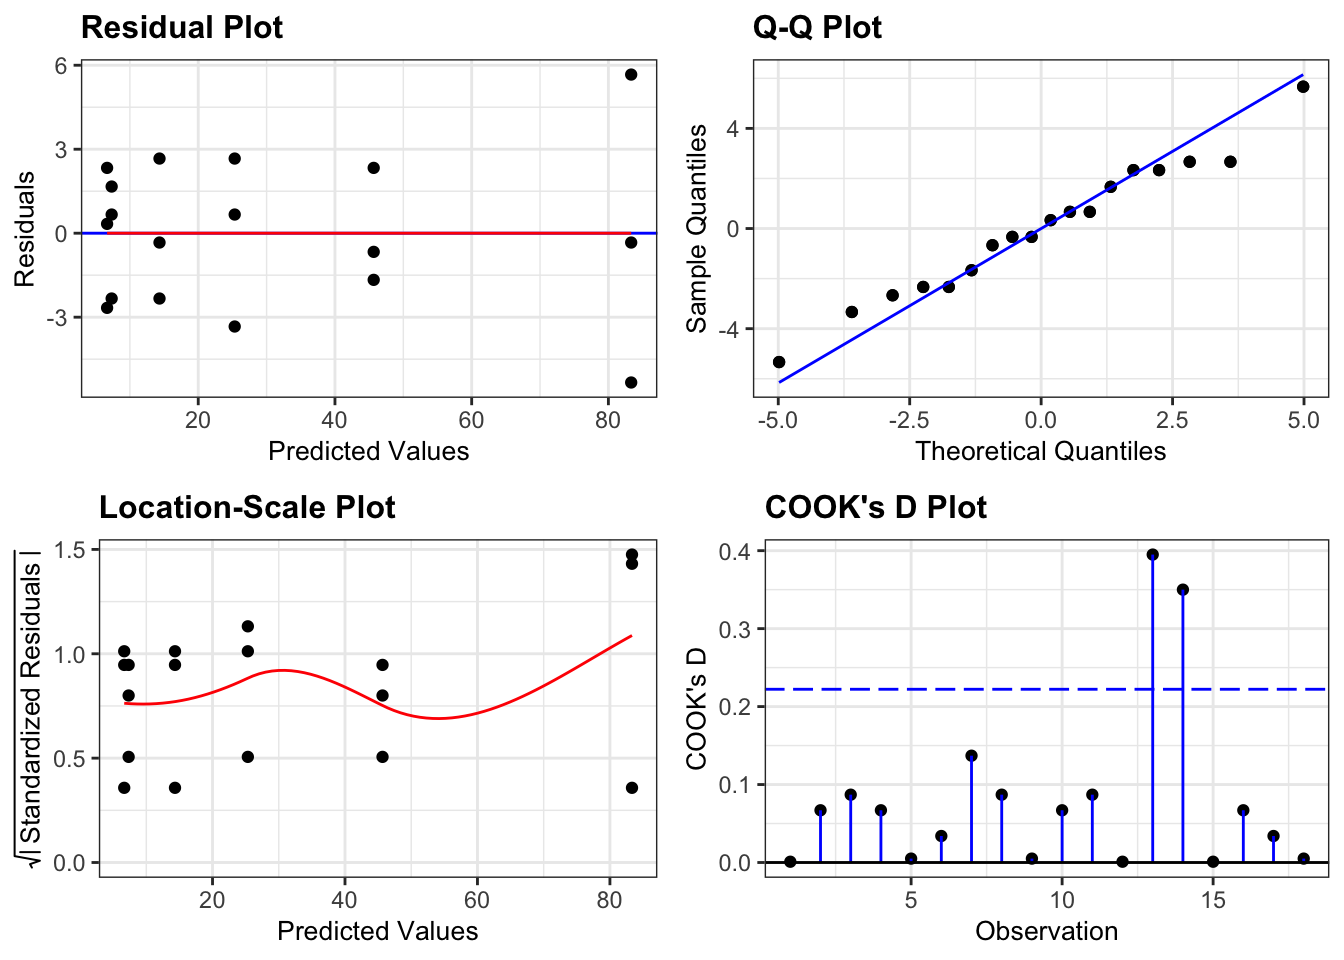 Residual Plot
6
3
0
-3
Residuals
20
40
60
80
Predicted Values
Q-Q Plot
4
0
-4
Sample Quantiles
-5.0
-2.5
0.0
2.5
5.0
Theoretical Quantiles
Location-Scale Plot
1.5
1.0
0.5
0.0
√| Standardized Residuals |
20
40
60
80
Predicted Values
COOK's D Plot
0.4
0.3
0.2
0.1
0.0
COOK's D
5
10
15
Observation